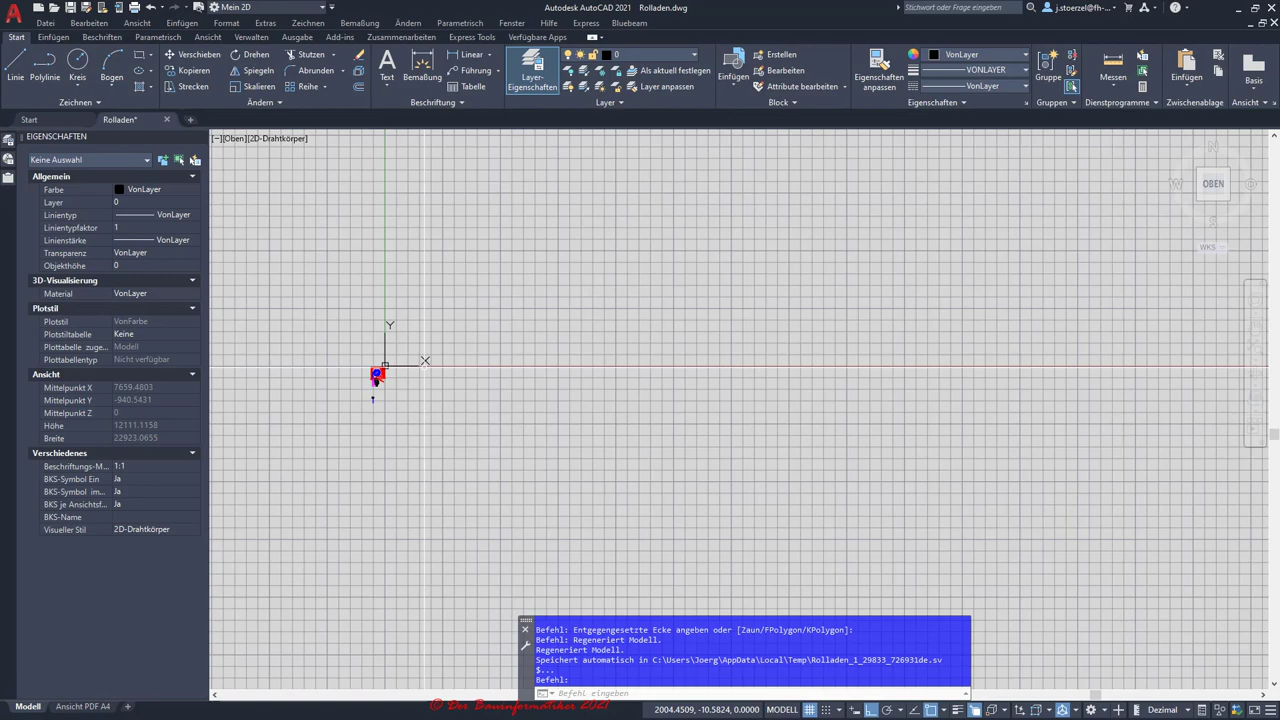 Mein 2D
Autodesk AutoCAD 2021 Rolladen.dwg
Stichwort oder Frage eingeben
j.stoerzel@fh-...
Datei Bearbeiten Ansicht Einfügen Format Extras Zeichnen Bemaßung Ändern Parametrisch Fenster Hilfe Express Bluebeam
Start Einfügen Beschriften Parametrisch Ansicht Verwalten Ausgabe Add-ins Zusammenarbeiten Express Tools Verfügbare Apps
Linie Polylinie Kreis Bogen
Verschieben Drehen Stutzen
Kopieren Spiegeln Abrunden
Strecken Skalieren Reihe
Text Bemaßung
Linear
Führung
Tabelle
Layer-
Eigenschaften
0
Als aktuell festlegen
Layer anpassen
Einfügen
Erstellen
Bearbeiten
Attribute bearbeiten
Eigenschaften
anpassen
VonLayer
VONLAYER
VonLayer
Gruppe
Messen
Einfügen
Basis
Zeichnen Ändern Beschriftung Layer Block Eigenschaften Gruppen Dienstprogramme Zwischenablage Ansicht
Start Rolladen*
EIGENSCHAFTEN
[−][Oben][2D-Drahtkörper]
Keine Auswahl
Allgemein
Farbe VonLayer
Layer 0
Linientyp VonLayer
Linientypfaktor 1
Linienstärke VonLayer
Transparenz VonLayer
Objekthöhe 0
3D-Visualisierung
Material VonLayer
Plotstil
Plotstil VonFarbe
Plotstiltabelle Keine
Plottabelle zuge... Modell
Plottabellentyp Nicht verfügbar
Ansicht
Mittelpunkt X 7659.4803
Mittelpunkt Y -940.5431
Mittelpunkt Z 0
Höhe 12111.1158
Breite 22923.0655
Verschiedenes
Beschriftungs-M... 1:1
BKS-Symbol Ein Ja
BKS-Symbol im... Ja
BKS je Ansichtsf... Ja
BKS-Name
Visueller Stil 2D-Drahtkörper
Y
X
N
W OBEN O
S
WKS
Befehl: Entgegengesetzte Ecke angeben oder [Zaun/FPolygon/KPolygon]:
Befehl: Regeneriert Modell.
Regeneriert Modell.
Speichert automatisch in C:\Users\Joerg\AppData\Local\Temp\Rolladen_1_29833_726931de.sv
$...
Befehl:
Befehl eingeben
Modell Ansicht PDF A4
© Der Bauinformatiker 2021
2004.4509, -10.5824, 0.0000 MODELL
1:1
Dezimal